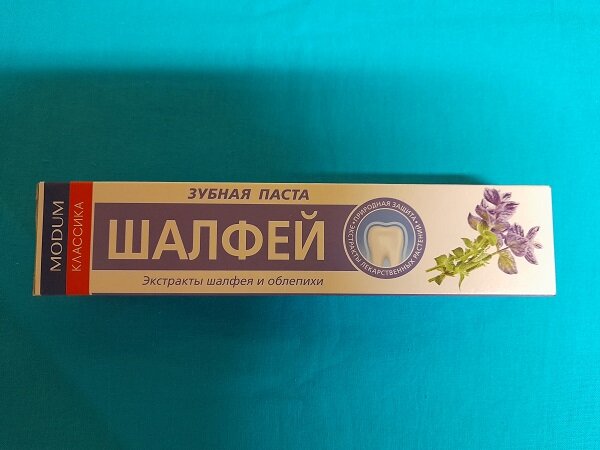 MODUM
КЛАССИКА
ЗУБНАЯ ПАСТА
ШАЛФЕЙ
Экстракты шалфея и облепихи
•ПРИРОДНАЯ ЗАЩИТА•
ЭКСТРАКТЫ ЛЕКАРСТВЕННЫХ РАСТЕНИЙ